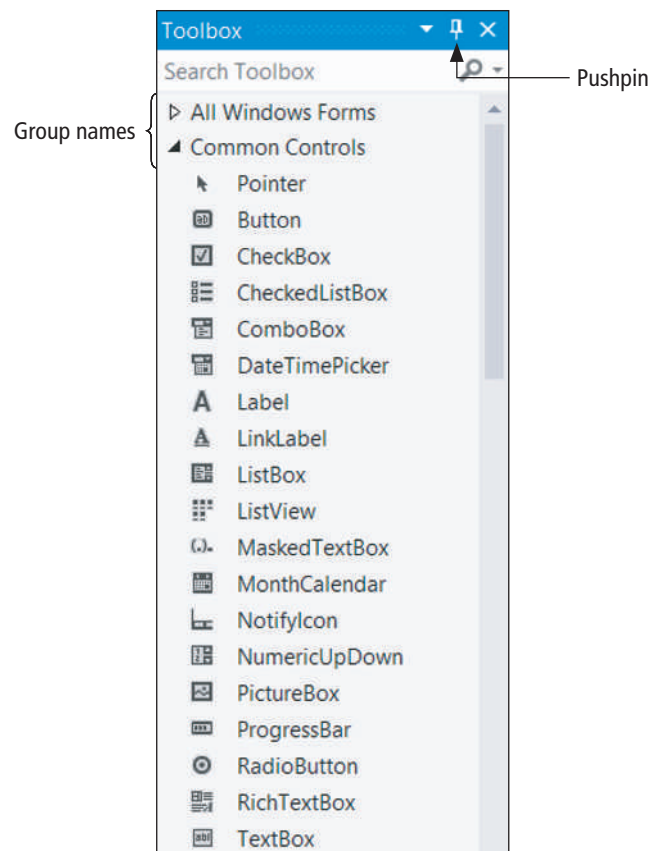 Toolbox
Search Toolbox
Pushpin
Group names
All Windows Forms
Common Controls
Pointer
Button
CheckBox
CheckedListBox
ComboBox
DateTimePicker
Label
LinkLabel
ListBox
ListView
MaskedTextBox
MonthCalendar
NotifyIcon
NumericUpDown
PictureBox
ProgressBar
RadioButton
RichTextBox
TextBox